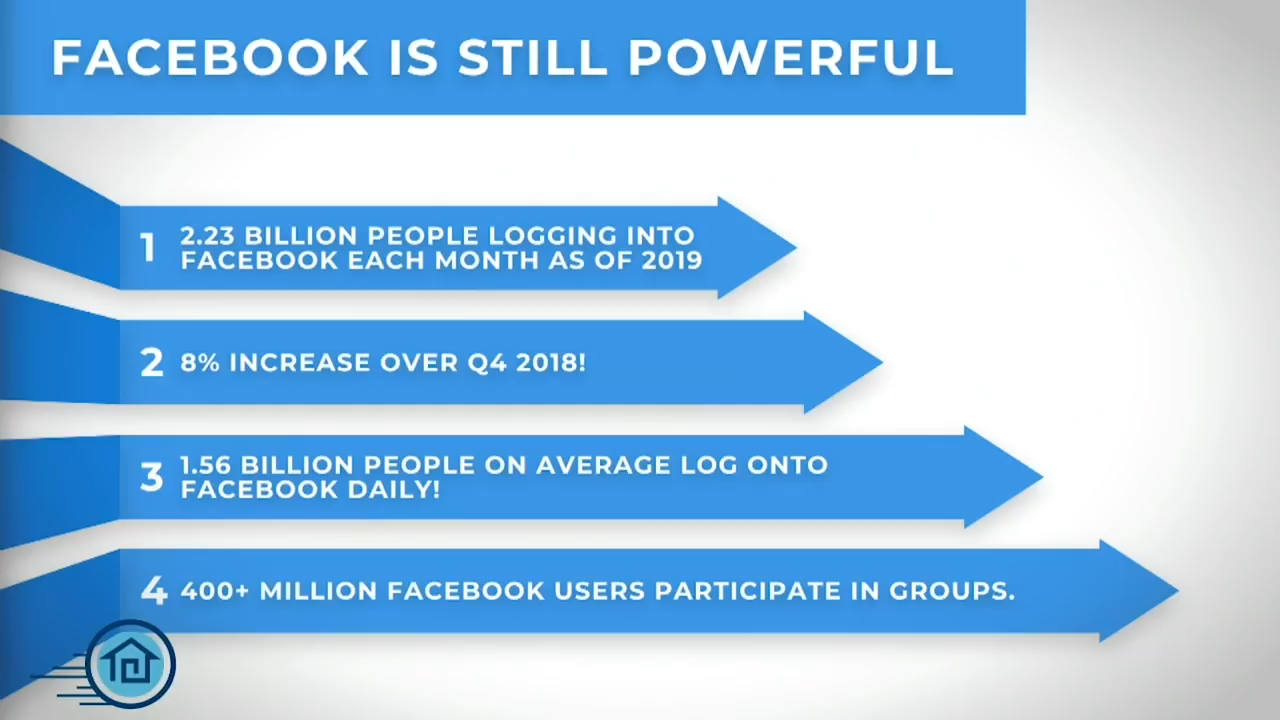 FACEBOOK IS STILL POWERFUL
1 2.23 BILLION PEOPLE LOGGING INTO
FACEBOOK EACH MONTH AS OF 2019
2 8% INCREASE OVER Q4 2018!
3 1.56 BILLION PEOPLE ON AVERAGE LOG ONTO
FACEBOOK DAILY!
4 400+ MILLION FACEBOOK USERS PARTICIPATE IN GROUPS.